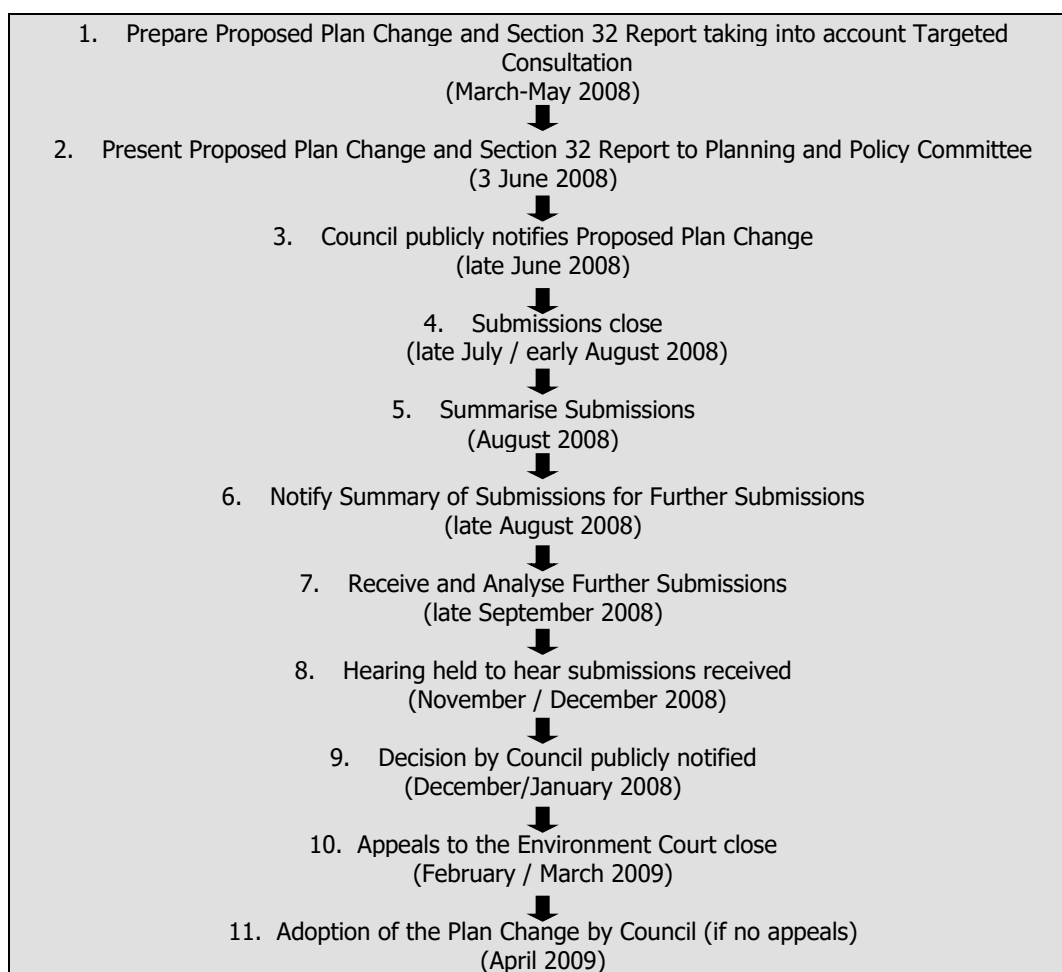 1. Prepare Proposed Plan Change and Section 32 Report taking into account Targeted
Consultation
(March-May 2008)
2. Present Proposed Plan Change and Section 32 Report to Planning and Policy Committee
(3 June 2008)
3. Council publicly notifies Proposed Plan Change
(late June 2008)
4. Submissions close
(late July / early August 2008)
5. Summarise Submissions
(August 2008)
6. Notify Summary of Submissions for Further Submissions
(late August 2008)
7. Receive and Analyse Further Submissions
(late September 2008)
8. Hearing held to hear submissions received
(November / December 2008)
9. Decision by Council publicly notified
(December/January 2008)
10. Appeals to the Environment Court close
(February / March 2009)
11. Adoption of the Plan Change by Council (if no appeals)
(April 2009)